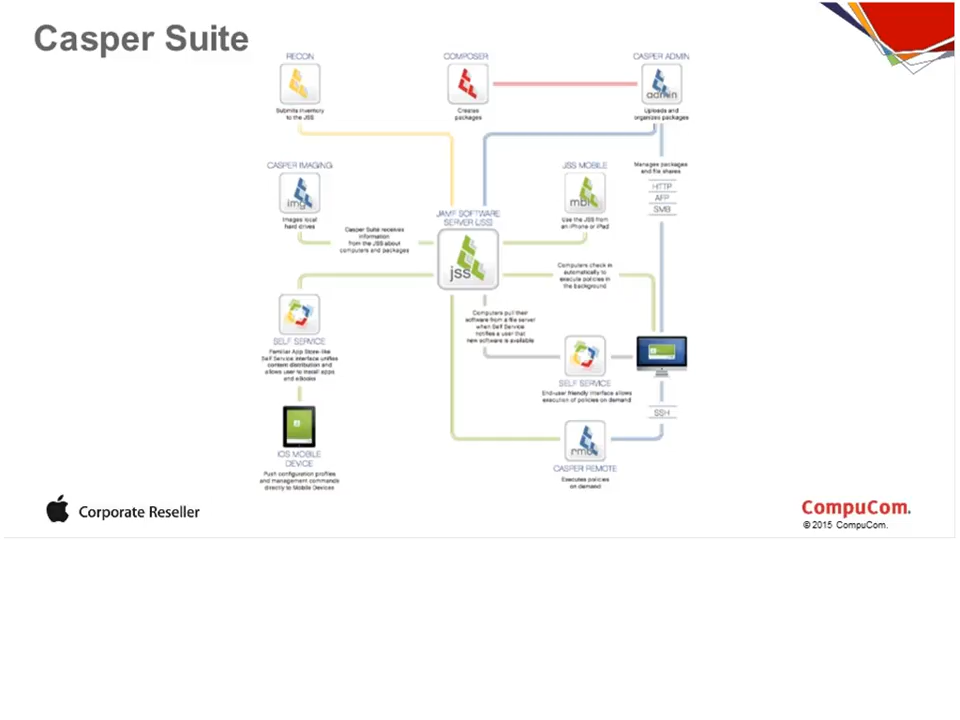 Casper Suite
RECON
Submits inventory
to the JSS
COMPOSER
Creates
packages
CASPER ADMIN
admin
Uploads and
organizes packages
CASPER IMAGING
img
Images local
hard drives
JSS MOBILE
mbl
Use the JSS from
an iPhone or iPad
Manages packages
and file shares
HTTP
AFP
SMB
JAMF SOFTWARE
SERVER (JSS)
jss
Casper Suite receives
information
from the JSS about
computers and packages
Computers check in
automatically to
execute policies in
the background
SELF SERVICE
Familiar App Store-like
Self Service interface unifies
content distribution and
allows user to install apps
and eBooks
Computers pull their
software from a file server
when Self Service
notifies a user that
new software is available
SELF SERVICE
End-user friendly interface allows
execution of policies on demand
SSH
iOS MOBILE
DEVICE
Push configuration profiles
and management commands
directly to Mobile Devices
rmt
CASPER REMOTE
Executes policies
on demand
Corporate Reseller
CompuCom.
© 2015 CompuCom.